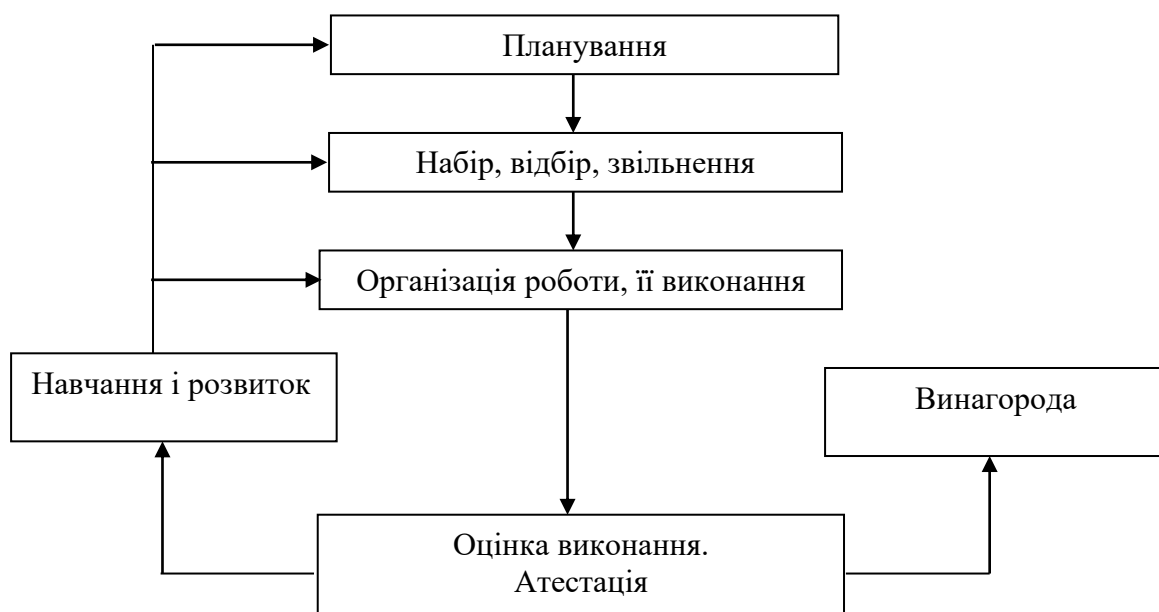 Планування
Набір, відбір, звільнення
Організація роботи, її виконання
Навчання і розвиток
Винагорода
Оцінка виконання.
Атестація